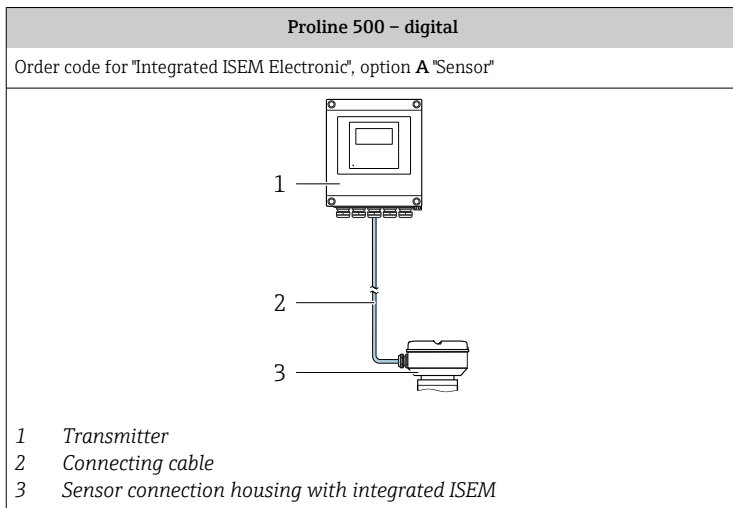 Proline 500 – digital
Order code for "Integrated ISEM Electronic", option A "Sensor"
1
2
3
1 Transmitter
2 Connecting cable
3 Sensor connection housing with integrated ISEM